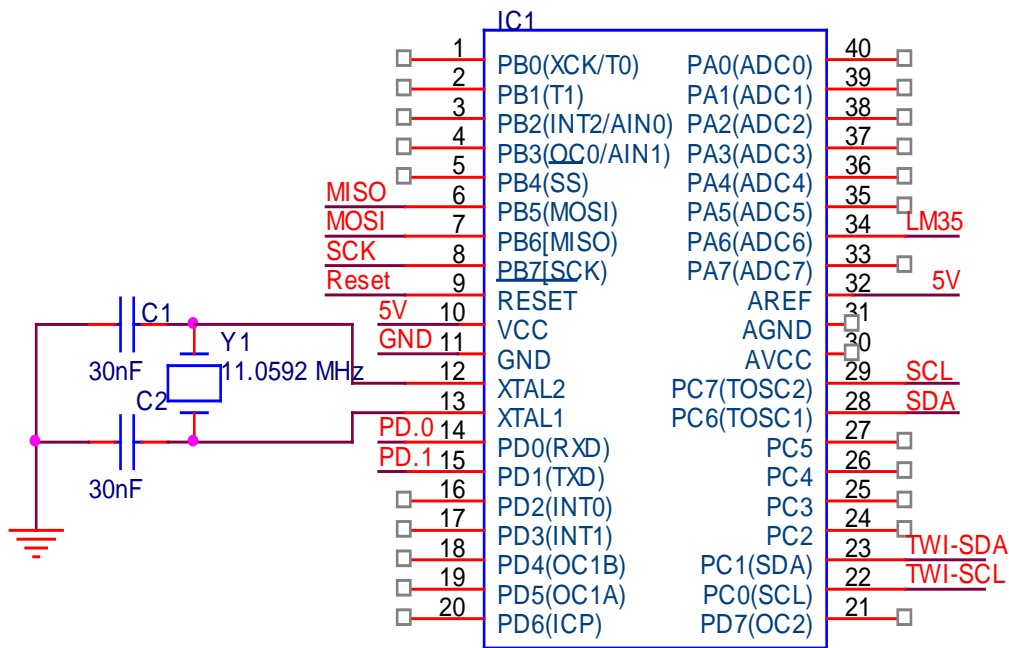 IC1
1 PB0(XCK/T0) PA0(ADC0) 40
2 PB1(T1) PA1(ADC1) 39
3 PB2(INT2/AIN0) PA2(ADC2) 38
4 PB3(OC0/AIN1) PA3(ADC3) 37
5 PB4(SS) PA4(ADC4) 36
MISO 6 PB5(MOSI) PA5(ADC5) 35
MOSI 7 PB6[MISO) PA6(ADC6) 34 LM35
SCK 8 PB7[SCK) PA7(ADC7) 33
Reset 9 RESET AREF 32 5V
5V 10 VCC AGND 31
GND 11 GND AVCC 30
12 XTAL2 PC7(TOSC2) 29 SCL
13 XTAL1 PC6(TOSC1) 28 SDA
PD.0 14 PD0(RXD) PC5 27
PD.1 15 PD1(TXD) PC4 26
16 PD2(INT0) PC3 25
17 PD3(INT1) PC2 24
18 PD4(OC1B) PC1(SDA) 23 TWI-SDA
19 PD5(OC1A) PC0(SCL) 22 TWI-SCL
20 PD6(ICP) PD7(OC2) 21
C1
30nF
Y1
11.0592 MHz
C2
30nF